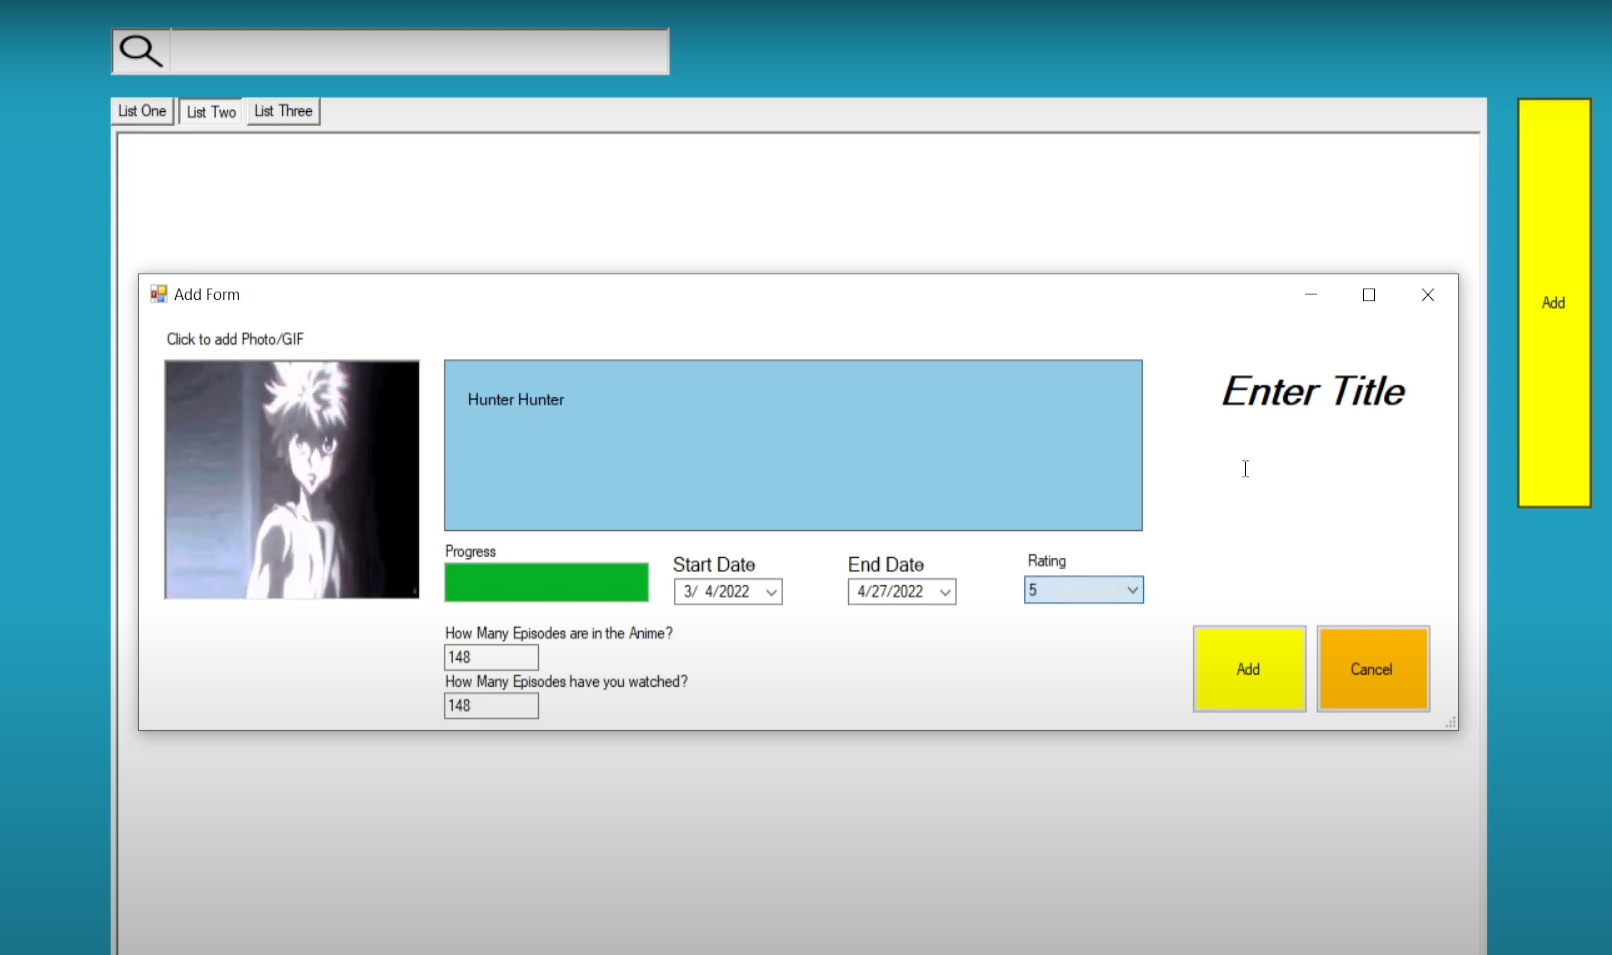 List One
List Two
List Three
Add
Add Form
Click to add Photo/GIF
Hunter Hunter
Enter Title
Progress
Start Date
3/ 4/2022
End Date
4/27/2022
Rating
5
How Many Episodes are in the Anime?
148
How Many Episodes have you watched?
148
Add
Cancel